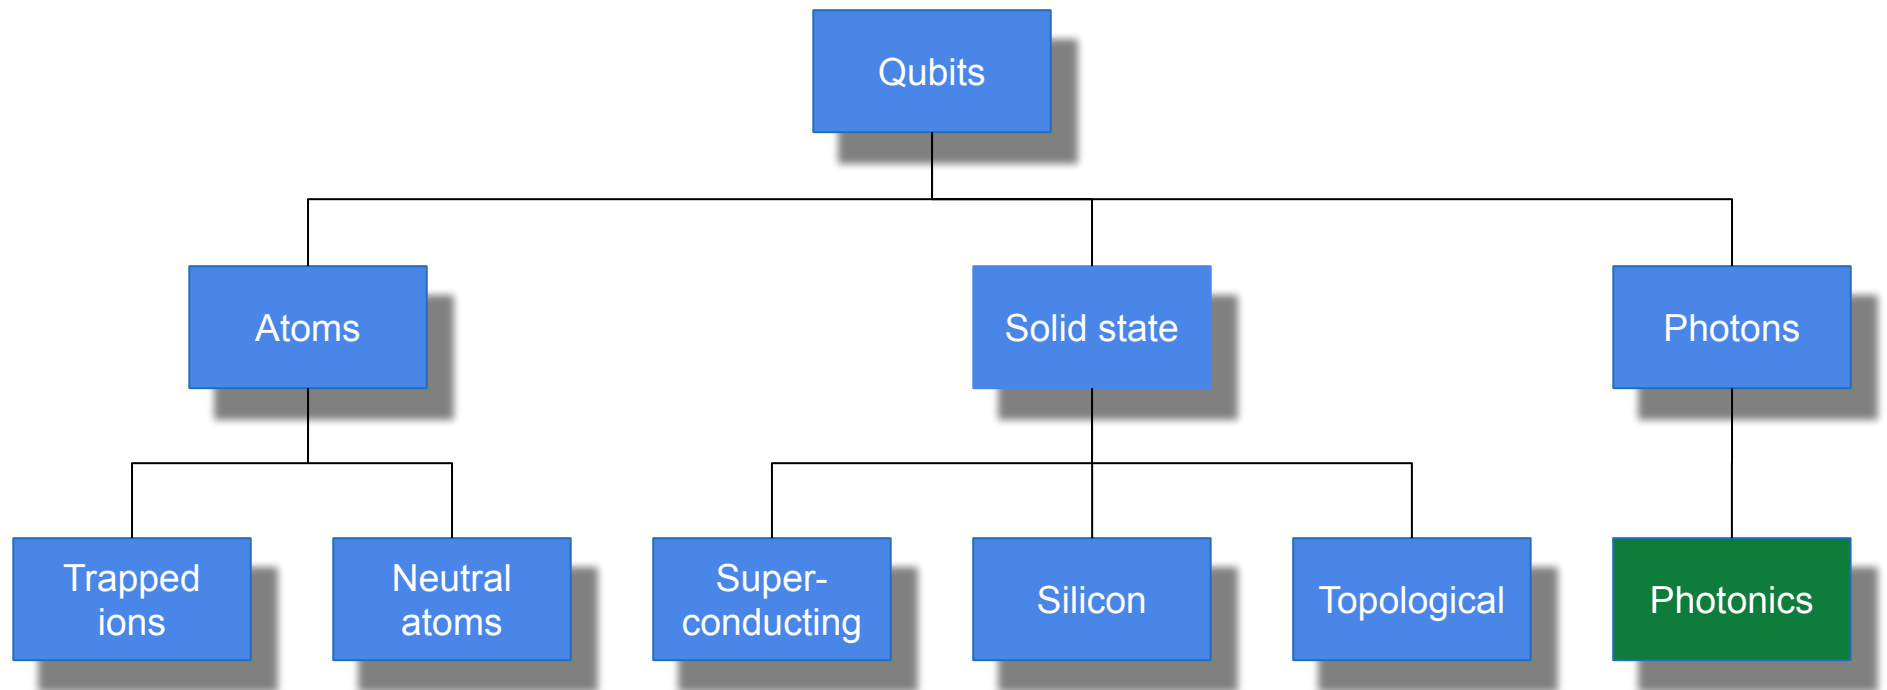 Qubits
Atoms
Solid state
Photons
Trapped
ions
Neutral
atoms
Super-
conducting
Silicon
Topological
Photonics